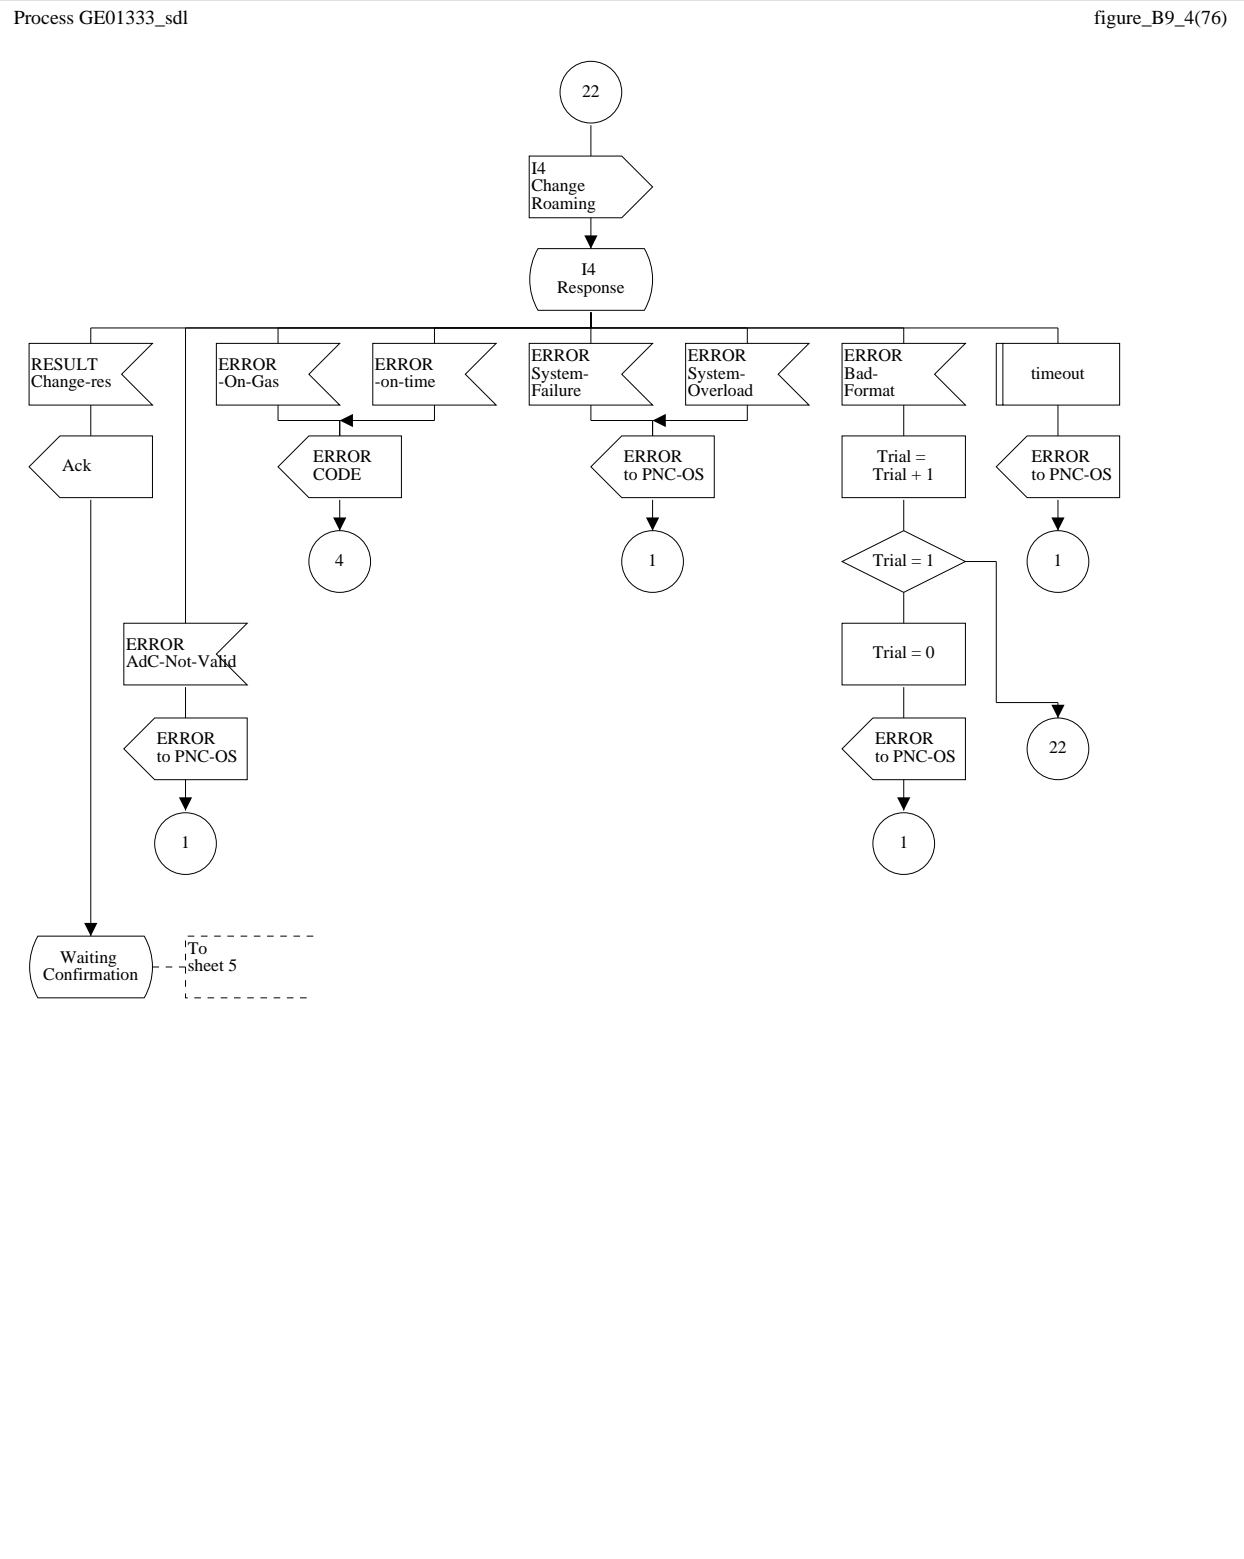 Process GE01333_sdl
figure_B9_4(76)
22
I4
Change
Roaming
I4
Response
RESULT
Change-res
ERROR
-On-Gas
ERROR
-on-time
ERROR
System-
Failure
ERROR
System-
Overload
ERROR
Bad-
Format
timeout
Ack
ERROR
CODE
ERROR
to PNC-OS
Trial =
Trial + 1
ERROR
to PNC-OS
4
1
Trial = 1
1
ERROR
AdC-Not-Valid
Trial = 0
ERROR
to PNC-OS
ERROR
to PNC-OS
22
1
1
Waiting
Confirmation
To
sheet 5